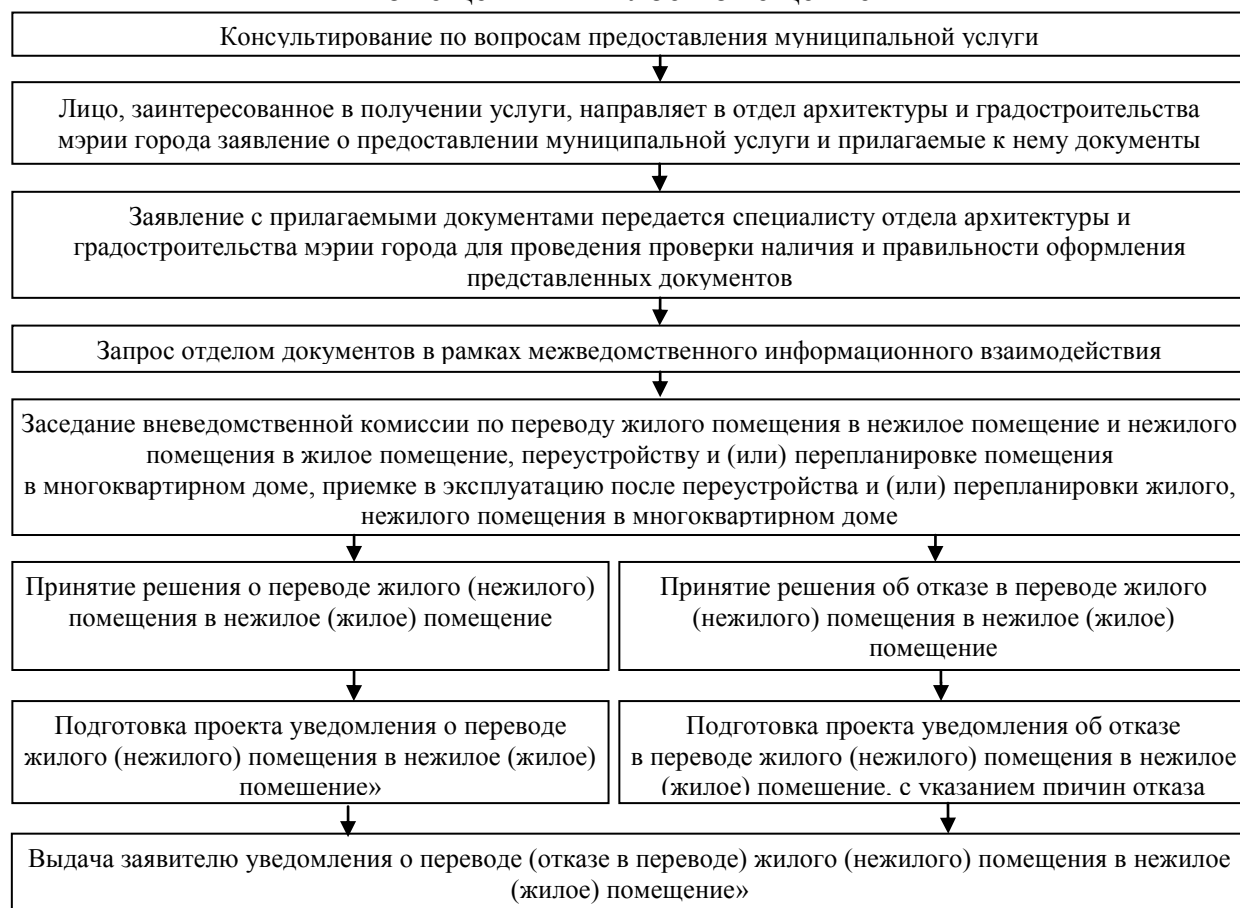 Консультирование по вопросам предоставления муниципальной услуги
Лицо, заинтересованное в получении услуги, направляет в отдел архитектуры и градостроительства
мэрии города заявление о предоставлении муниципальной услуги и прилагаемые к нему документы
Заявление с прилагаемыми документами передается специалисту отдела архитектуры и
градостроительства мэрии города для проведения проверки наличия и правильности оформления
представленных документов
Запрос отделом документов в рамках межведомственного информационного взаимодействия
Заседание вневедомственной комиссии по переводу жилого помещения в нежилое помещение и нежилого
помещения в жилое помещение, переустройству и (или) перепланировке помещения
в многоквартирном доме, приемке в эксплуатацию после переустройства и (или) перепланировки жилого,
нежилого помещения в многоквартирном доме
Принятие решения о переводе жилого (нежилого)
помещения в нежилое (жилое) помещение
Принятие решения об отказе в переводе жилого
(нежилого) помещения в нежилое (жилое)
помещение
Подготовка проекта уведомления о переводе
жилого (нежилого) помещения в нежилое (жилое)
помещение»
Подготовка проекта уведомления об отказе
в переводе жилого (нежилого) помещения в нежилое
(жилое) помещение, с указанием причин отказа
Выдача заявителю уведомления о переводе (отказе в переводе) жилого (нежилого) помещения в нежилое
(жилое) помещение»